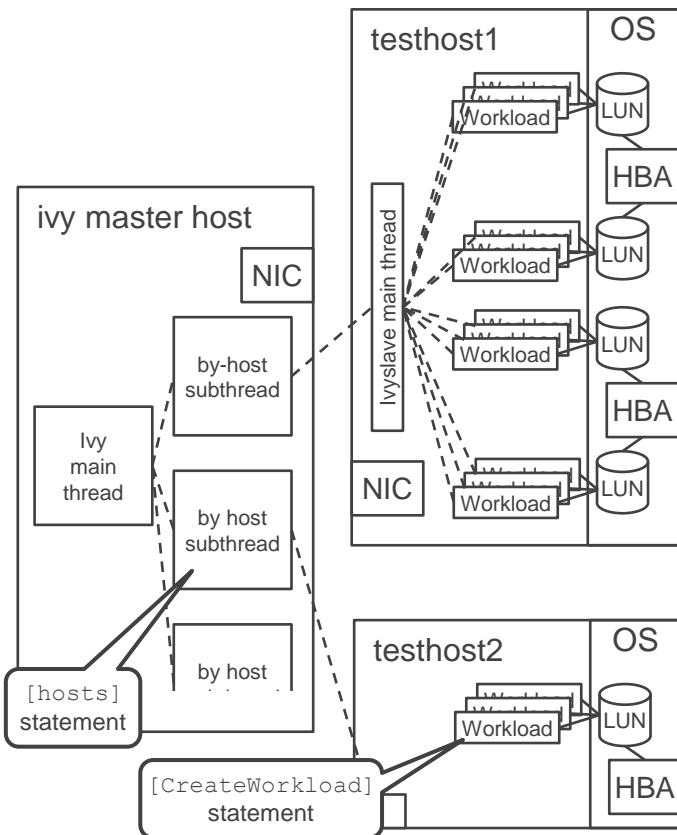 testhost1
OS
Workload
LUN
HBA
ivy master host
NIC
Workload
LUN
by-host
subthread
Ivyslave main thread
Workload
LUN
Ivy
main
thread
HBA
by host
subthread
NIC
Workload
LUN
by host
testhost2
OS
[hosts]
statement
Workload
LUN
[CreateWorkload]
statement
HBA